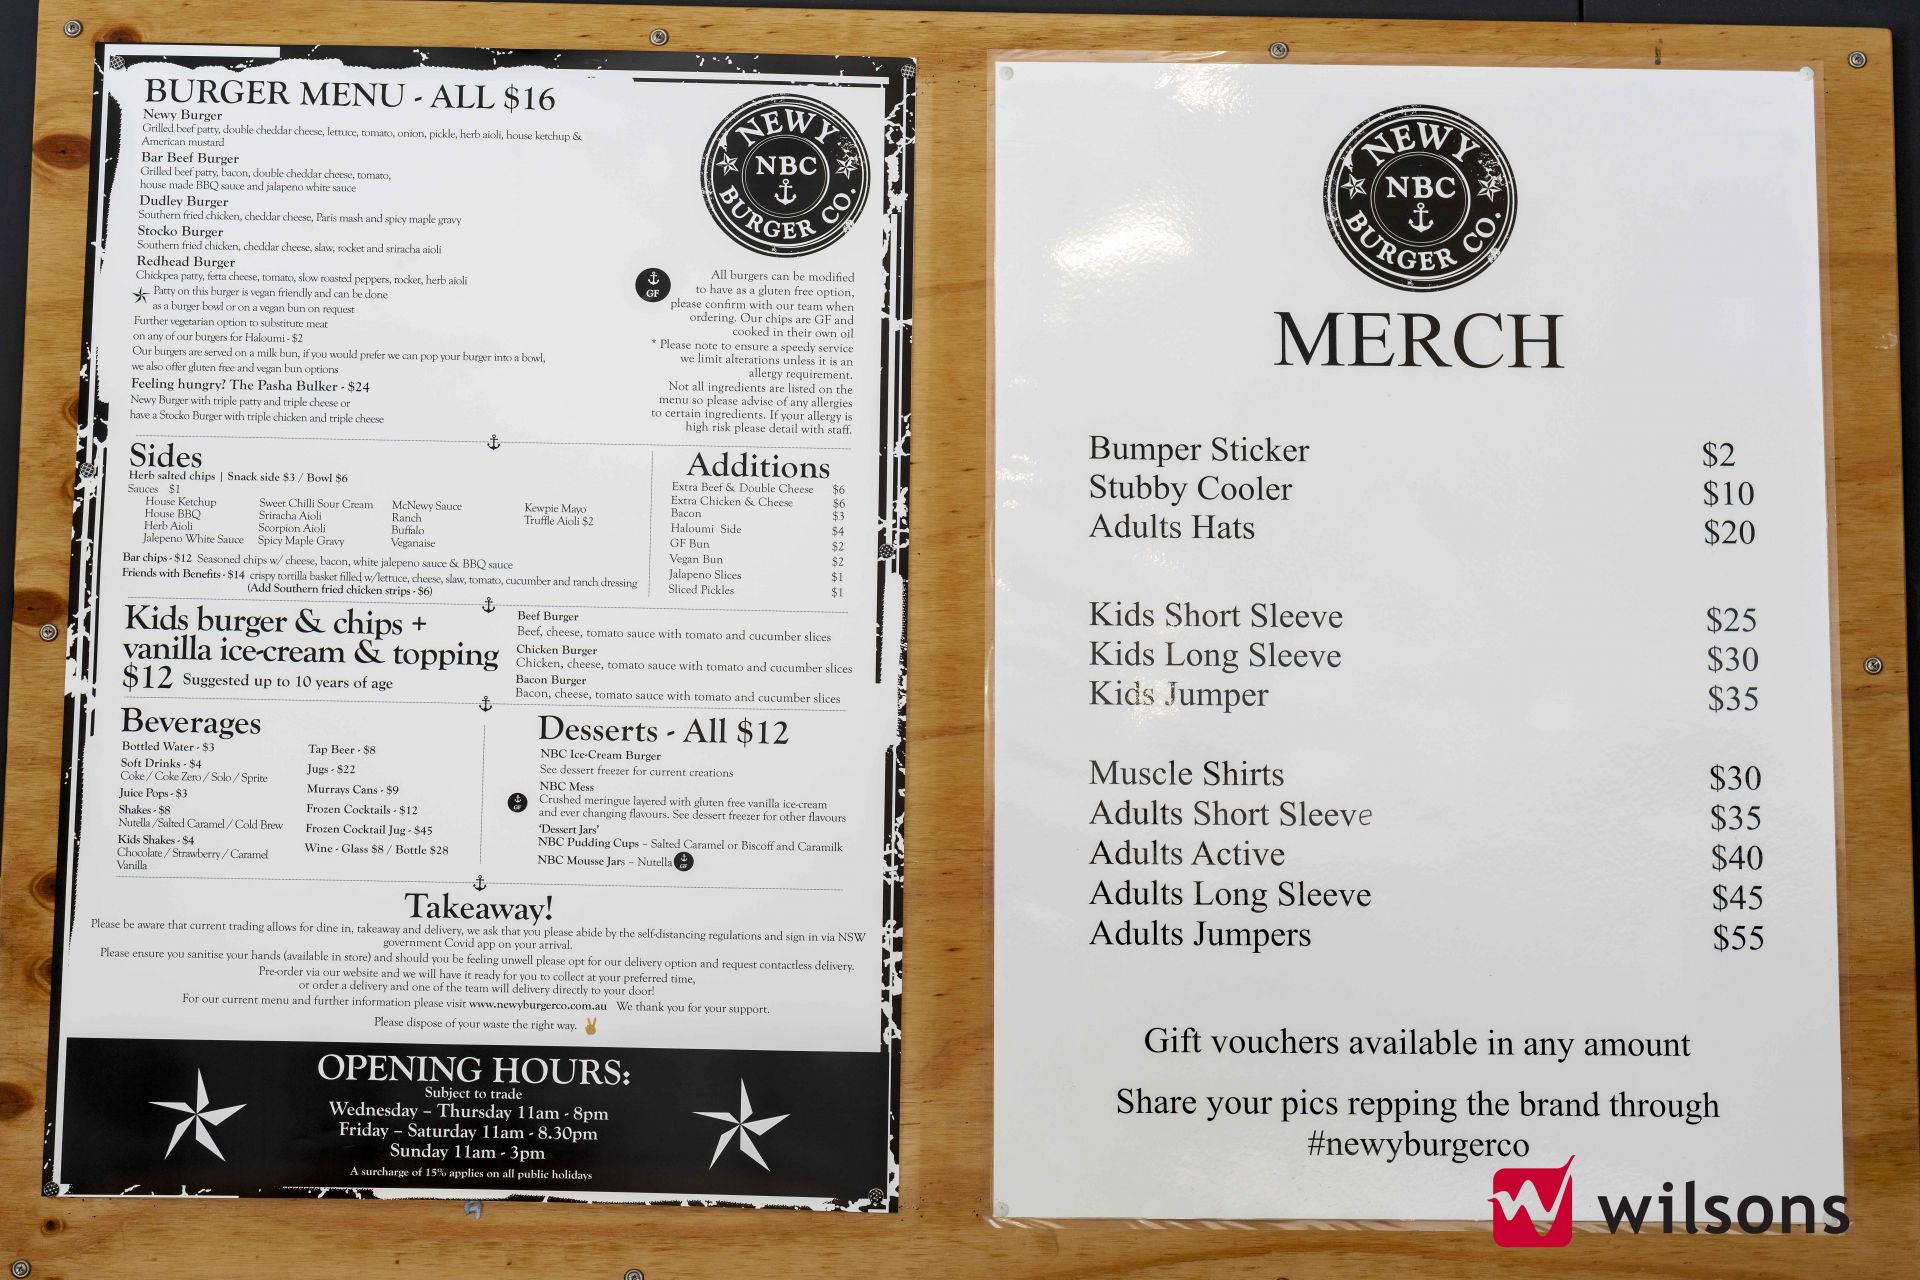 BURGER MENU - ALL $16
Newy Burger
Grilled beef patty, double cheddar cheese, lettuce, tomato, onion, pickle, herb aioli, house ketchup &
American mustard
Bar Beef Burger
Grilled beef patty, bacon, double cheddar cheese, tomato,
house made BBQ sauce and jalapeno white sauce
Dudley Burger
Southern fried chicken, cheddar cheese, Paris mash and spicy maple gravy
Stocko Burger
Southern fried chicken, cheddar cheese, slaw, rocket and sriracha aioli
Redhead Burger
Chickpea patty, fetta cheese, tomato, slow roasted peppers, rocket, herb aioli
Patty on this burger is vegan friendly and can be done
as a burger bowl or on a vegan bun on request
Further vegetarian option to substitute meat
on any of our burgers for Haloumi - $2
Our burgers are served on a milk bun, if you would prefer we can pop your burger into a bowl,
we also offer gluten free and vegan bun options
Feeling hungry? The Pasha Bulker - $24
Newy Burger with triple patty and triple cheese or
have a Stocko Burger with triple chicken and triple cheese
NEWY
NBC
BURGER CO.
GF
All burgers can be modified
to have as a gluten free option,
please confirm with our team when
ordering. Our chips are GF and
cooked in their own oil
* Please note to ensure a speedy service
we limit alterations unless it is an
allergy requirement.
Not all ingredients are listed on the
menu so please advise of any allergies
to certain ingredients. If your allergy is
high risk please detail with staff.
Sides
Herb salted chips | Snack side $3 / Bowl $6
Sauces $1
House Ketchup
House BBQ
Herb Aioli
Jalepeno White Sauce
Sweet Chilli Sour Cream
Sriracha Aioli
Scorpion Aioli
Spicy Maple Gravy
McNewy Sauce
Ranch
Buffalo
Veganaise
Kewpie Mayo
Truffle Aioli $2
Bar chips - $12 Seasoned chips w/ cheese, bacon, white jalepeno sauce & BBQ sauce
Friends with Benefits - $14 crispy tortilla basket filled w/lettuce, cheese, slaw, tomato, cucumber and ranch dressing
(Add Southern fried chicken strips - $6)
Additions
Extra Beef & Double Cheese $6
Extra Chicken & Cheese $6
Bacon $3
Haloumi Side $4
GF Bun $2
Vegan Bun $2
Jalapeno Slices $1
Sliced Pickles $1
Kids burger & chips +
vanilla ice-cream & topping
$12 Suggested up to 10 years of age
Beef Burger
Beef, cheese, tomato sauce with tomato and cucumber slices
Chicken Burger
Chicken, cheese, tomato sauce with tomato and cucumber slices
Bacon Burger
Bacon, cheese, tomato sauce with tomato and cucumber slices
Beverages
Bottled Water - $3
Soft Drinks - $4
Coke / Coke Zero / Solo / Sprite
Juice Pops - $3
Shakes - $8
Nutella /Salted Caramel / Cold Brew
Kids Shakes - $4
Chocolate / Strawberry / Caramel
Vanilla
Tap Beer - $8
Jugs - $22
Murrays Cans - $9
Frozen Cocktails - $12
Frozen Cocktail Jug - $45
Wine - Glass $8 / Bottle $28
Desserts - All $12
NBC Ice-Cream Burger
See dessert freezer for current creations
NBC Mess
GF
Crushed meringue layered with gluten free vanilla ice-cream
and ever changing flavours. See dessert freezer for other flavours
'Dessert Jars'
NBC Pudding Cups - Salted Caramel or Biscoff and Caramilk
NBC Mousse Jars - Nutella GF
Takeaway!
Please be aware that current trading allows for dine in, takeaway and delivery, we ask that you please abide by the self-distancing regulations and sign in via NSW
government Covid app on your arrival.
Please ensure you sanitise your hands (available in store) and should you be feeling unwell please opt for our delivery option and request contactless delivery.
Pre-order via our website and we will have it ready for you to collect at your preferred time,
or order a delivery and one of the team will delivery directly to your door!
For our current menu and further information please visit www.newyburgerco.com.au We thank you for your support.
Please dispose of your waste the right way. ✌
OPENING HOURS:
Subject to trade
Wednesday – Thursday 11am - 8pm
Friday – Saturday 11am - 8.30pm
Sunday 11am - 3pm
A surcharge of 15% applies on all public holidays
NEWY
NBC
BURGER CO.
MERCH
Bumper Sticker $2
Stubby Cooler $10
Adults Hats $20
Kids Short Sleeve $25
Kids Long Sleeve $30
Kids Jumper $35
Muscle Shirts $30
Adults Short Sleeve $35
Adults Active $40
Adults Long Sleeve $45
Adults Jumpers $55
Gift vouchers available in any amount
Share your pics repping the brand through
#newyburgerco
wilsons